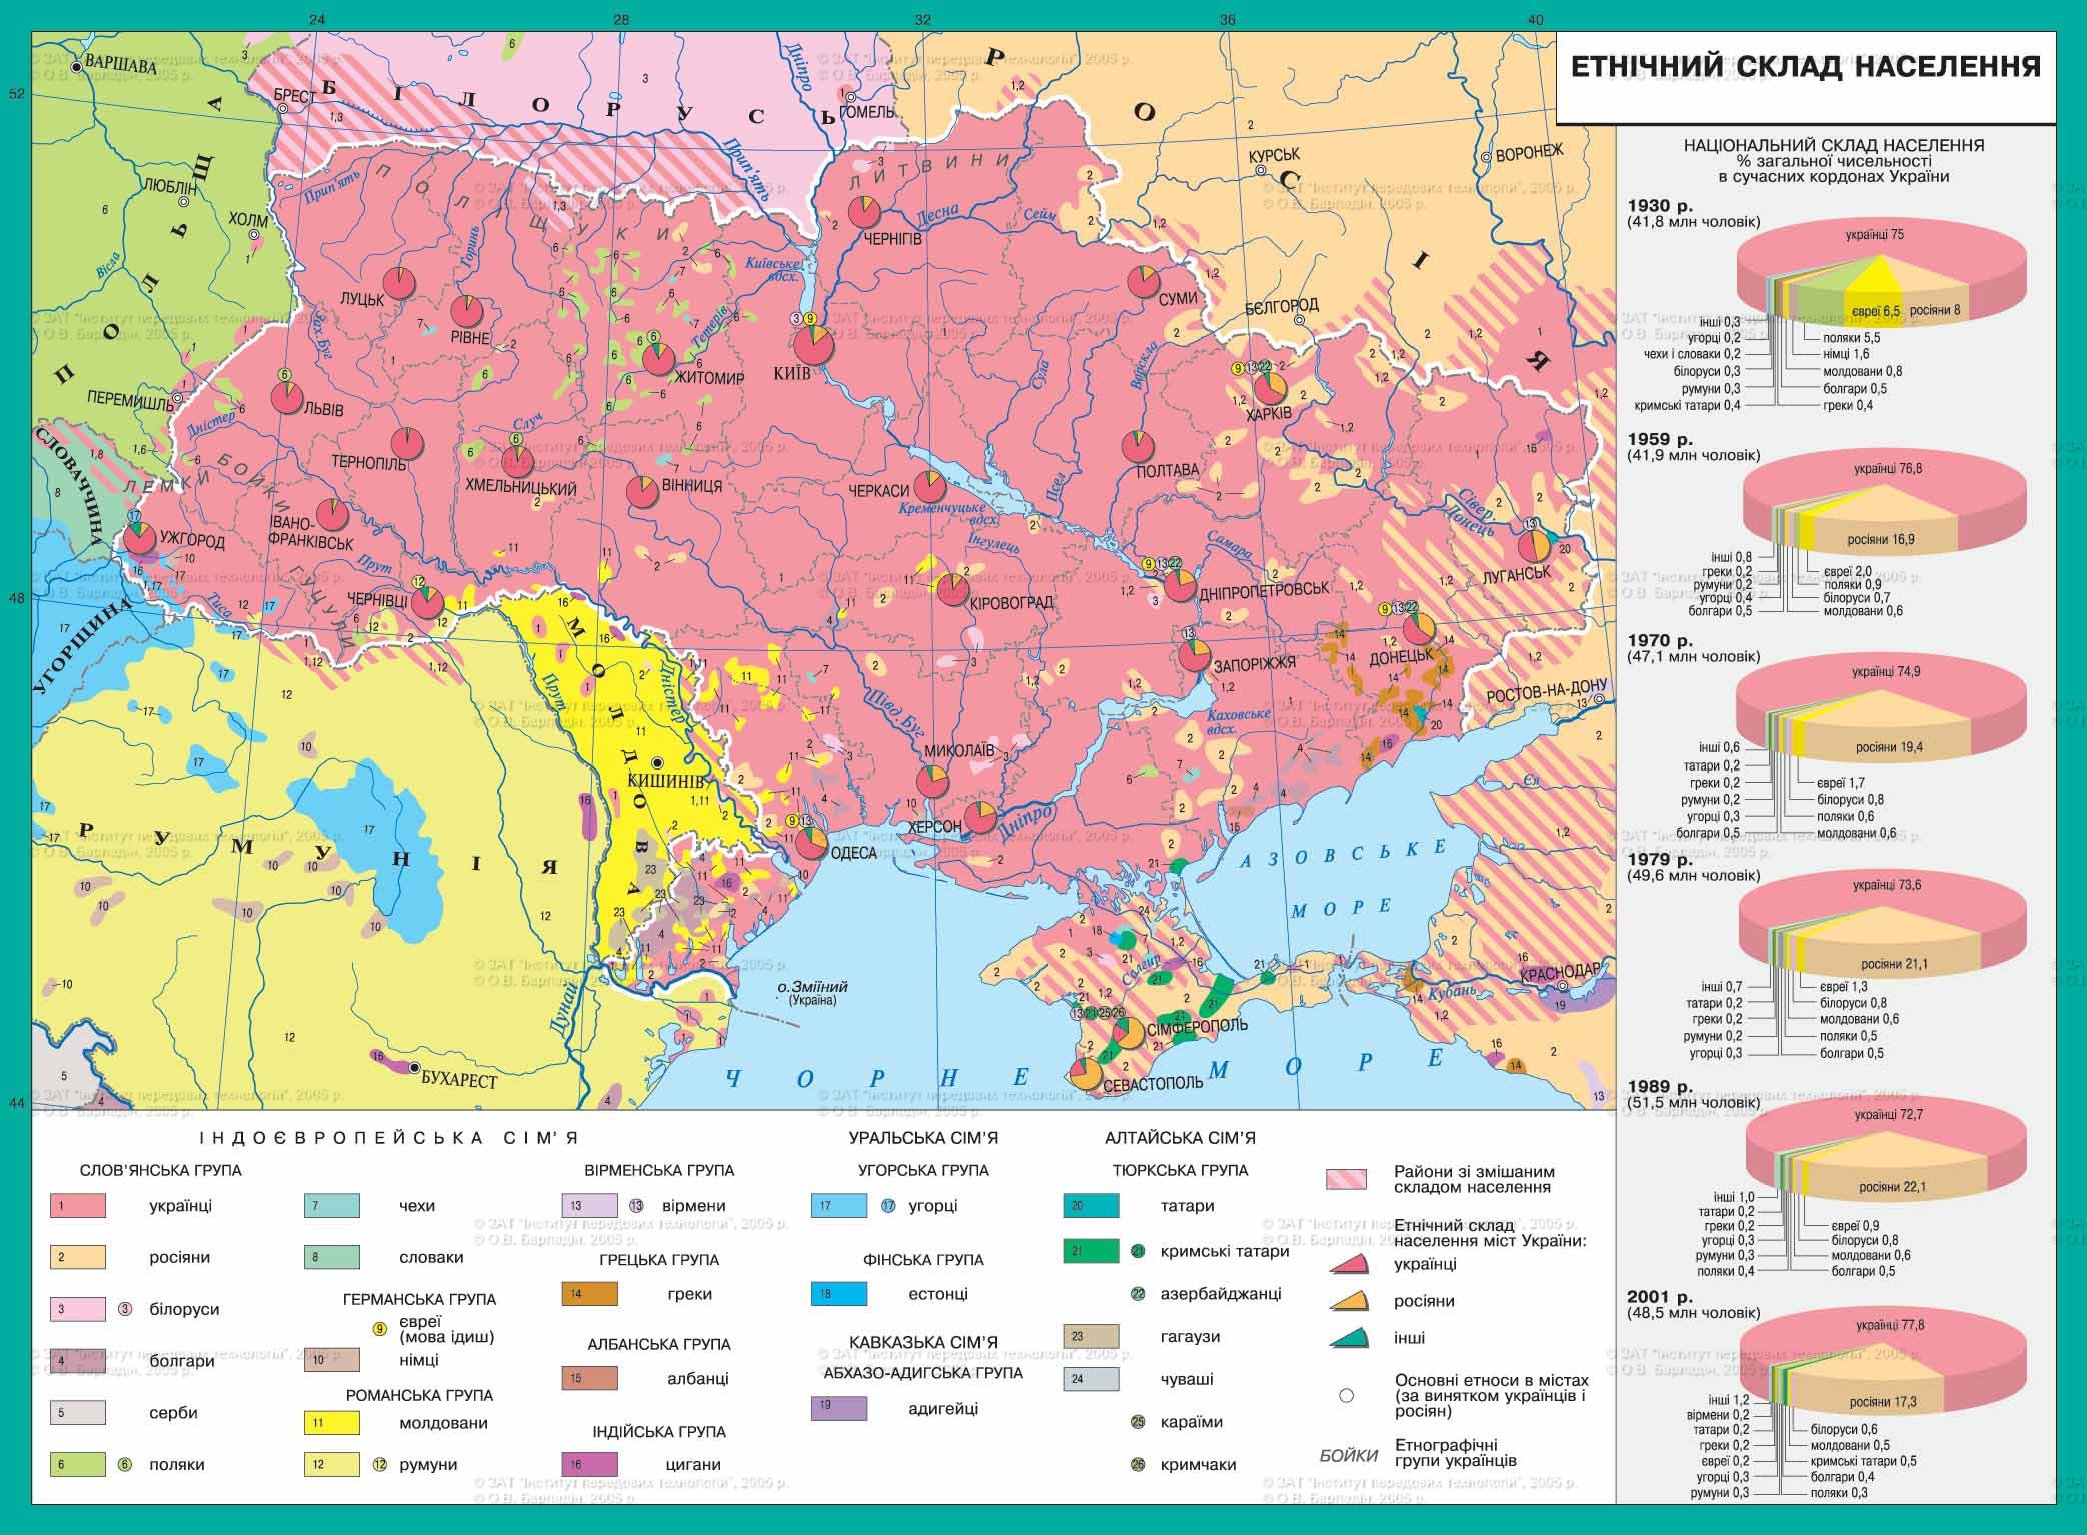 24
28
32
36
40
52
48
44
ЕТНІЧНИЙ СКЛАД НАСЕЛЕННЯ
ВАРШАВА
БРЕСТ
БІЛОРУСЬ
ГОМЕЛЬ
РОСІЯ
КУРСЬК
ВОРОНЕЖ
БЄЛГОРОД
РОСТОВ-НА-ДОНУ
КРАСНОДАР
ПОЛЬЩА
ЛЮБЛІН
ХОЛМ
ПЕРЕМИШЛЬ
СЛОВАЧЧИНА
УГОРЩИНА
РУМУНІЯ
БУХАРЕСТ
МОЛДОВА
КИШИНІВ
ЛУЦЬК
РІВНЕ
ЖИТОМИР
КИЇВ
ЧЕРНІГІВ
СУМИ
ЛЬВІВ
ТЕРНОПІЛЬ
ХМЕЛЬНИЦЬКИЙ
ВІННИЦЯ
ЧЕРКАСИ
ПОЛТАВА
ХАРКІВ
УЖГОРОД
ІВАНО-
ФРАНКІВСЬК
ЧЕРНІВЦІ
КІРОВОГРАД
ДНІПРОПЕТРОВСЬК
ЛУГАНСЬК
ДОНЕЦЬК
ЗАПОРІЖЖЯ
МИКОЛАЇВ
ХЕРСОН
ОДЕСА
СІМФЕРОПОЛЬ
СЕВАСТОПОЛЬ
ПОЛІЩУКИ
ЛИТВИНИ
ЛЕМКИ
БОЙКИ
ГУЦУЛИ
Дніпро
Прип'ять
Прип'ять
Десна
Сейм
Вісла
Зах. Буг
Горинь
Тетерів
Київське
вдсх.
Случ
Дністер
Прут
Тиса
Сула
Псел
Ворскла
Кременчуцьке
вдсх.
Інгулець
Самара
Сівер.
Донець
Прут
Дністер
Півд. Буг
Каховське
вдсх.
Дніпро
Дунай
Салгир
Кубань
Єя
о. Зміїний
(Україна)
АЗОВСЬКЕ
МОРЕ
ЧОРНЕ МОРЕ
НАЦІОНАЛЬНИЙ СКЛАД НАСЕЛЕННЯ
% загальної чисельності
в сучасних кордонах України
1930 р.
(41,8 млн чоловік)
українці 75
євреї 6,5
росіяни 8
інші 0,3
угорці 0,2
чехи і словаки 0,2
білоруси 0,3
румуни 0,3
кримські татари 0,4
поляки 5,5
німці 1,6
молдовани 0,8
болгари 0,5
греки 0,4
1959 р.
(41,9 млн чоловік)
українці 76,8
росіяни 16,9
інші 0,8
греки 0,2
румуни 0,2
угорці 0,4
болгари 0,5
євреї 2,0
поляки 0,9
білоруси 0,7
молдовани 0,6
1970 р.
(47,1 млн чоловік)
українці 74,9
росіяни 19,4
інші 0,6
татари 0,2
греки 0,2
румуни 0,2
угорці 0,3
болгари 0,5
євреї 1,7
білоруси 0,8
поляки 0,6
молдовани 0,6
1979 р.
(49,6 млн чоловік)
українці 73,6
росіяни 21,1
інші 0,7
татари 0,2
греки 0,2
румуни 0,2
угорці 0,3
євреї 1,3
білоруси 0,8
молдовани 0,6
поляки 0,5
болгари 0,5
1989 р.
(51,5 млн чоловік)
українці 72,7
росіяни 22,1
інші 1,0
татари 0,2
греки 0,2
угорці 0,3
румуни 0,3
поляки 0,4
євреї 0,9
білоруси 0,8
молдовани 0,6
болгари 0,5
2001 р.
(48,5 млн чоловік)
українці 77,8
росіяни 17,3
інші 1,2
вірмени 0,2
татари 0,2
греки 0,2
євреї 0,2
угорці 0,3
румуни 0,3
білоруси 0,6
молдовани 0,5
кримські татари 0,5
болгари 0,4
поляки 0,3
ІНДОЄВРОПЕЙСЬКА СІМ'Я
СЛОВ'ЯНСЬКА ГРУПА
1 українці
2 росіяни
3 3 білоруси
4 болгари
5 серби
6 6 поляки
7 чехи
8 словаки
ГЕРМАНСЬКА ГРУПА
9 євреї
(мова ідиш)
10 німці
РОМАНСЬКА ГРУПА
11 молдовани
12 12 румуни
ВІРМЕНСЬКА ГРУПА
13 13 вірмени
ГРЕЦЬКА ГРУПА
14 греки
АЛБАНСЬКА ГРУПА
15 албанці
ІНДІЙСЬКА ГРУПА
16 цигани
УРАЛЬСЬКА СІМ'Я
УГОРСЬКА ГРУПА
17 17 угорці
ФІНСЬКА ГРУПА
18 естонці
КАВКАЗЬКА СІМ'Я
АБХАЗО-АДИГСЬКА ГРУПА
19 адигейці
АЛТАЙСЬКА СІМ'Я
ТЮРКСЬКА ГРУПА
20 татари
21 21 кримські татари
22 азербайджанці
23 гагаузи
24 чуваші
25 караїми
26 кримчаки
Райони зі змішаним
складом населення
Етнічний склад
населення міст України:
українці
росіяни
інші
Основні етноси в містах
(за винятком українців і
росіян)
БОЙКИ Етнографічні
групи українців
© ЗАТ "Інститут передових технологій", 2005 р.
© О.В. Барладін, 2005 р.